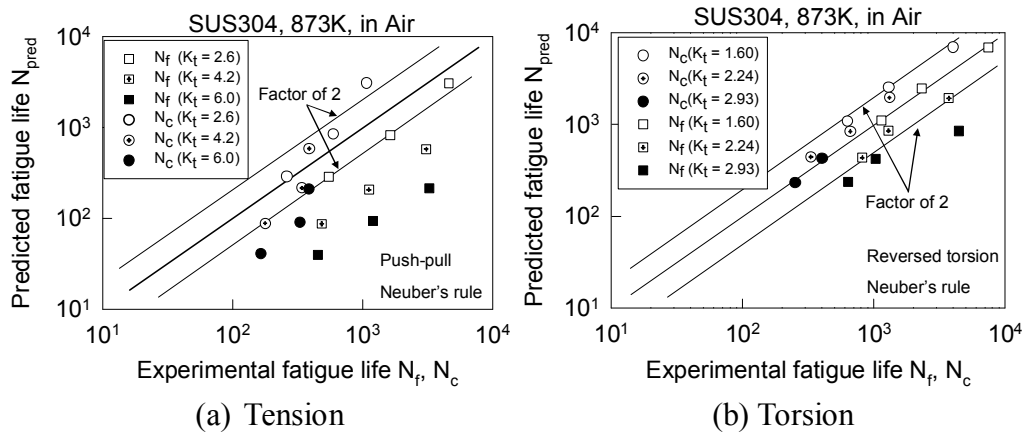 SUS304, 873K, in Air
Predicted fatigue life N_pred
10^4
10^3
10^2
10^1
N_f (K_t = 2.6)
N_f (K_t = 4.2)
N_f (K_t = 6.0)
N_c (K_t = 2.6)
N_c (K_t = 4.2)
N_c (K_t = 6.0)
Factor of 2
Push-pull
Neuber's rule
10^1 10^2 10^3 10^4
Experimental fatigue life N_f, N_c
(a) Tension
SUS304, 873K, in Air
Predicted fatigue life N_pred
10^4
10^3
10^2
10^1
N_c(K_t = 1.60)
N_c(K_t = 2.24)
N_c(K_t = 2.93)
N_f (K_t = 1.60)
N_f (K_t = 2.24)
N_f (K_t = 2.93)
Factor of 2
Reversed torsion
Neuber's rule
10^1 10^2 10^3 10^4
Experimental fatigue life N_f, N_c
(b) Torsion